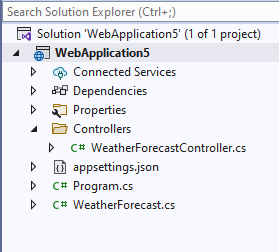 Search Solution Explorer (Ctrl+;)
Solution 'WebApplication5' (1 of 1 project)
WebApplication5
Connected Services
Dependencies
Properties
Controllers
C# WeatherForecastController.cs
appsettings.json
C# Program.cs
C# WeatherForecast.cs